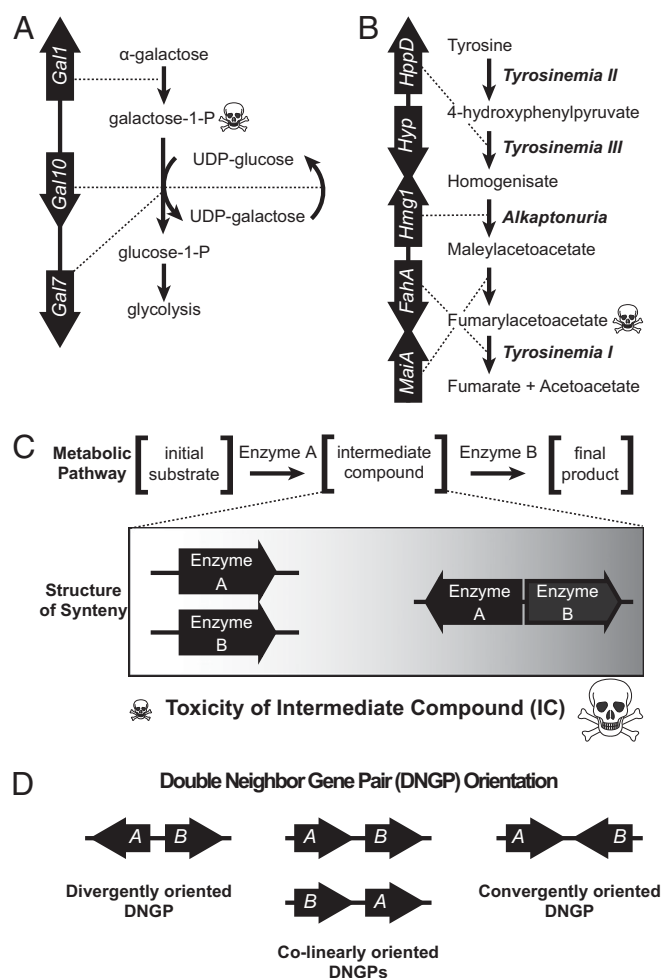 A
Gal1
Gal10
Gal7
α-galactose
galactose-1-P
UDP-glucose
UDP-galactose
glucose-1-P
glycolysis
B
HppD
Hyp
Hmg1
FahA
MaiA
Tyrosine
Tyrosinemia II
4-hydroxyphenylpyruvate
Tyrosinemia III
Homogenisate
Alkaptonuria
Maleylacetoacetate
Fumarylacetoacetate
Tyrosinemia I
Fumarate + Acetoacetate
C
Metabolic
Pathway
initial
substrate
Enzyme A
intermediate
compound
Enzyme B
final
product
Structure
of Synteny
Enzyme
A
Enzyme
B
Enzyme
A
Enzyme
B
Toxicity of Intermediate Compound (IC)
D
Double Neighbor Gene Pair (DNGP) Orientation
A B
Divergently oriented
DNGP
A B
B A
Co-linearly oriented
DNGPs
A B
Convergently oriented
DNGP